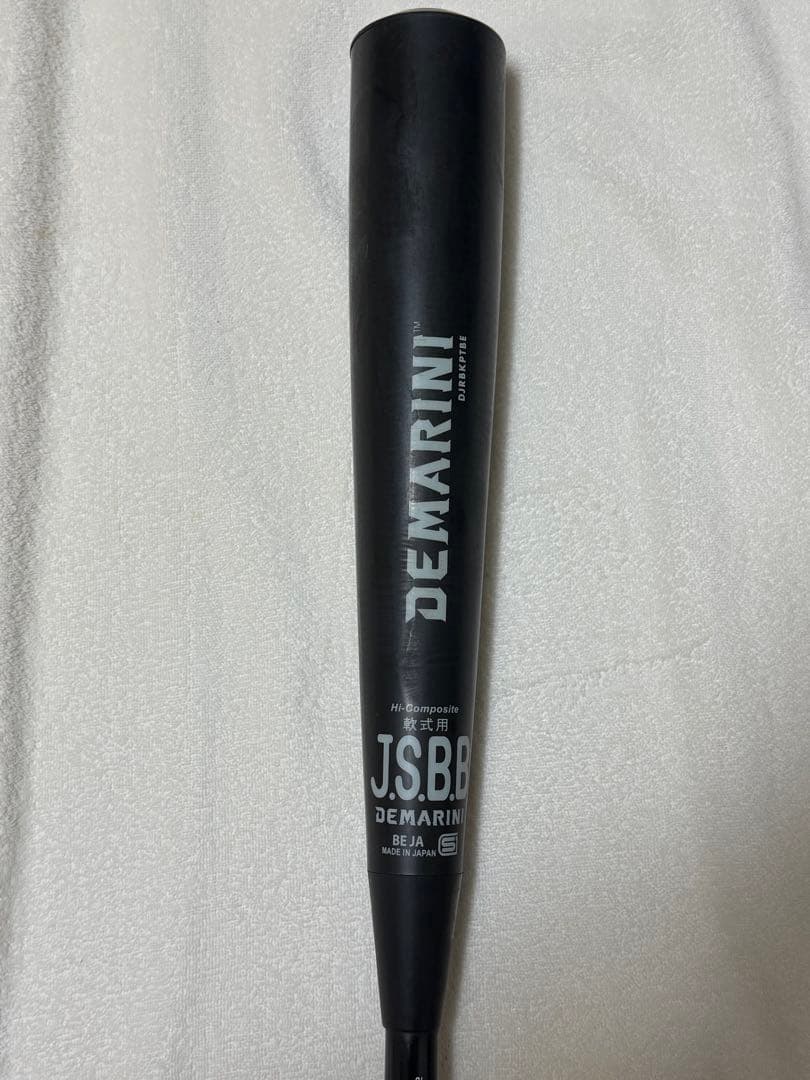 DEMARINI™
DJRBKPTBE
Hi-Composite
軟式用
J.S.B.B
DEMARINI
BE JA
MADE IN JAPAN S